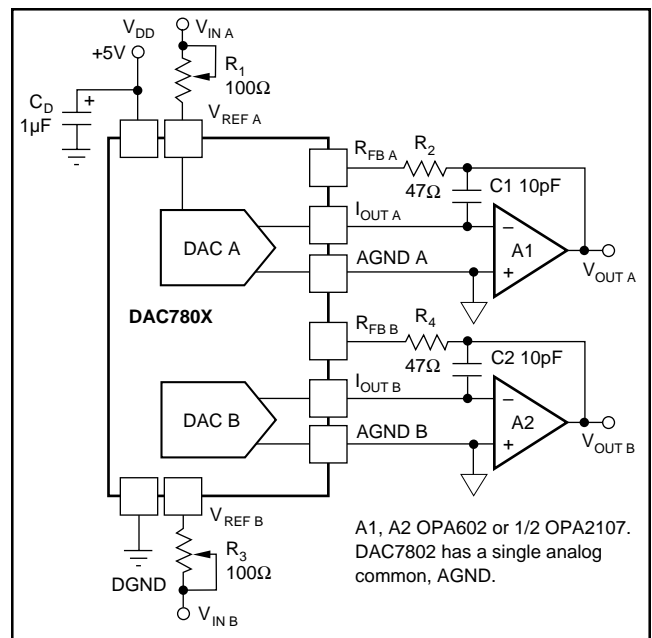 V_DD
+5V
V_IN A
R_1
100Ω
C_D
1μF
+
V_REF A
R_FB A
R_2
47Ω
C1 10pF
I_OUT A
DAC A
AGND A
−
+
A1
V_OUT A
DAC780X
R_FB B
R_4
47Ω
C2 10pF
I_OUT B
DAC B
AGND B
−
+
A2
V_OUT B
V_REF B
DGND
R_3
100Ω
V_IN B
A1, A2 OPA602 or 1/2 OPA2107.
DAC7802 has a single analog
common, AGND.